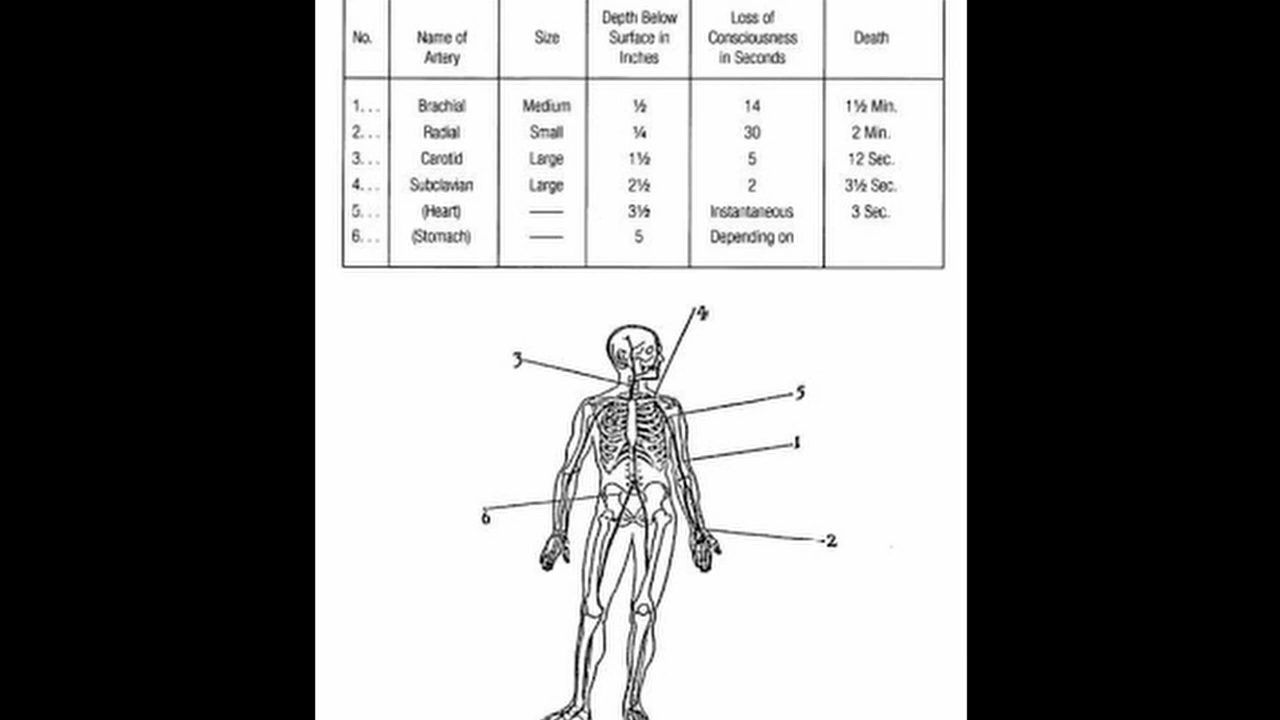 No.
Name of
Artery
Size
Depth Below
Surface in
Inches
Loss of
Consciousness
in Seconds
Death
1... Brachial Medium ½ 14 1½ Min.
2... Radial Small ¼ 30 2 Min.
3... Carotid Large 1½ 5 12 Sec.
4... Subclavian Large 2½ 2 3½ Sec.
5... (Heart) —— 3½ Instantaneous 3 Sec.
6... (Stomach) —— 5 Depending on
4
3
5
1
6
-2